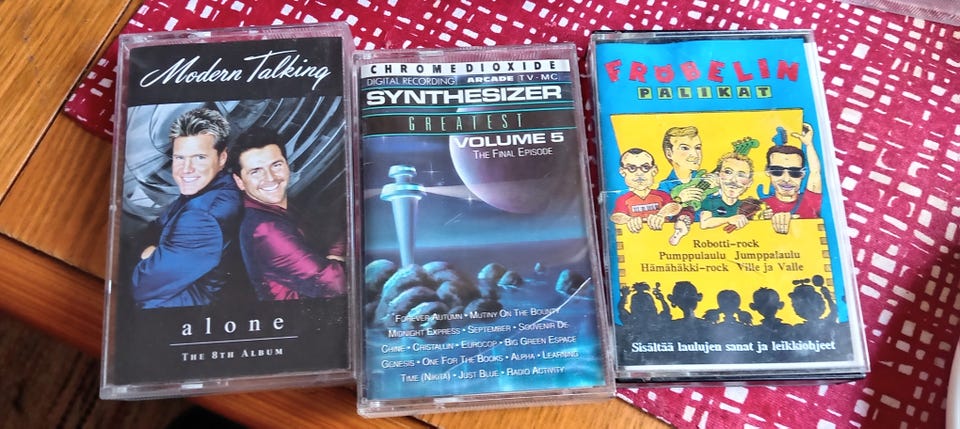 Modern Talking
alone
THE 8TH ALBUM
CHROMEDIOXIDE
DIGITAL RECORDING ARCADE TV·MC
SYNTHESIZER
GREATEST
VOLUME 5
THE FINAL EPISODE
FOREVER AUTUMN • MUTINY ON THE BOUNTY
MIDNIGHT EXPRESS • SEPTEMBER • SOUVENIR DE
CHINE • CRISTALLIN • EUROCOP • BIG GREEN ESPACE
GENESIS • ONE FOR THE BOOKS • ALPHA • LEARNING
TIME (NIKITA) • JUST BLUE • RADIO ACTIVITY
FRÖBELIN
PALIKAT
Robotti-rock
Pumppulaulu Jumppalaulu
Hämähäkki-rock Ville ja Valle
Sisältää laulujen sanat ja leikkiohjeet